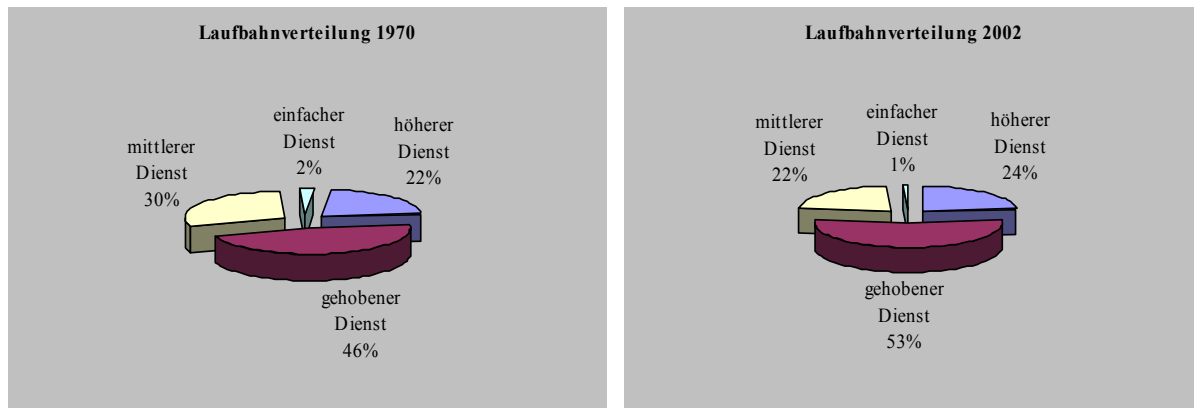 Laufbahnverteilung 1970
einfacher
Dienst
2%
höherer
Dienst
22%
mittlerer
Dienst
30%
gehobener
Dienst
46%
Laufbahnverteilung 2002
einfacher
Dienst
1%
höherer
Dienst
24%
mittlerer
Dienst
22%
gehobener
Dienst
53%